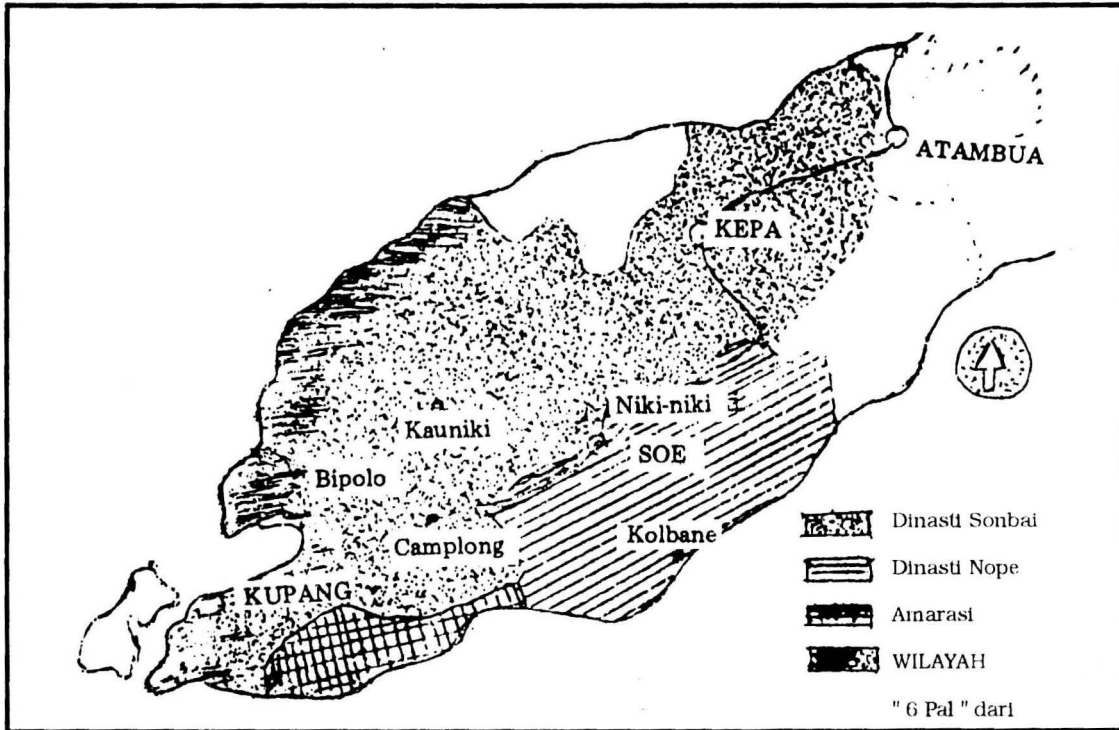 ATAMBUA
KEPA
Niki-niki
Kauniki
SOE
Bipolo
Kolbane
Camplong
KUPANG
Dinasti Sonbai
Dinasti Nope
Amarasi
WILAYAH
" 6 Pal " dari